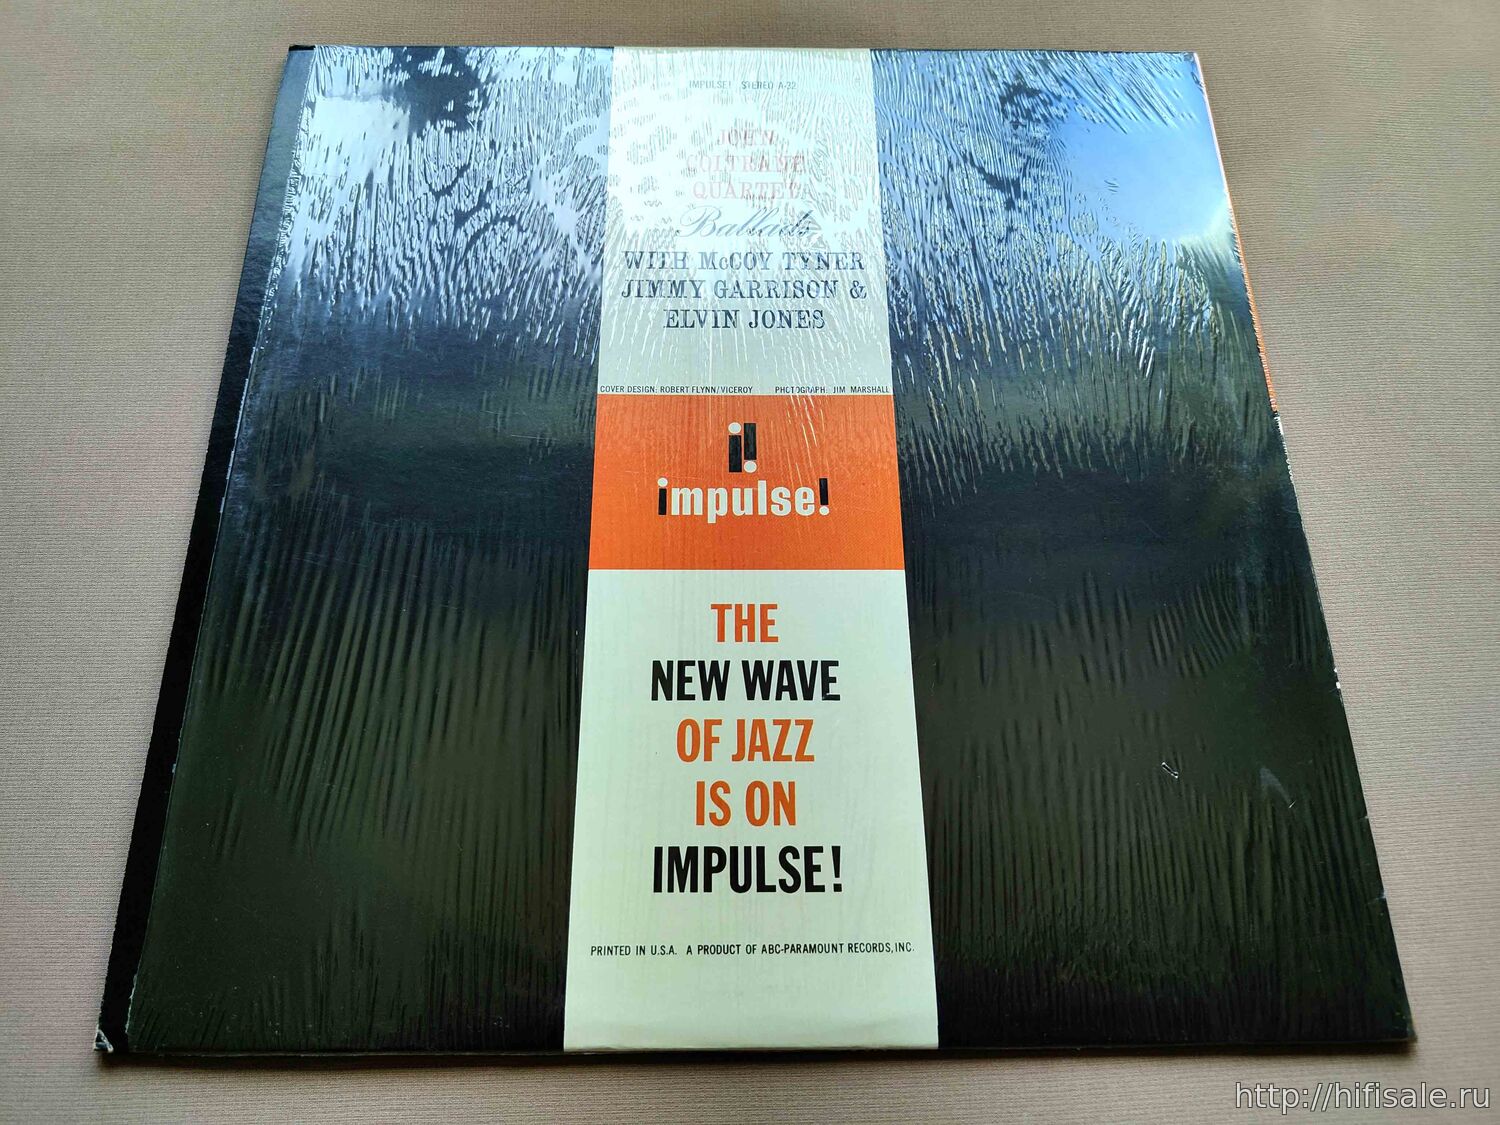 IMPULSE! STEREO A-32
JOHN
COLTRANE
QUARTET
Ballads
WITH McCOY TYNER
JIMMY GARRISON &
ELVIN JONES
COVER DESIGN: ROBERT FLYNN/VICEROY PHOTOGRAPH: JIM MARSHALL
i!
impulse!
THE
NEW WAVE
OF JAZZ
IS ON
IMPULSE!
PRINTED IN U.S.A. A PRODUCT OF ABC-PARAMOUNT RECORDS, INC.
http://hifisale.ru